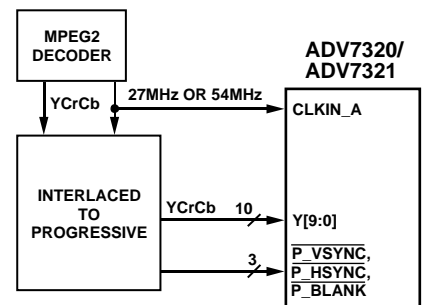 MPEG2
DECODER
ADV7320/
ADV7321
YCrCb
27MHz OR 54MHz
CLKIN_A
INTERLACED
TO
PROGRESSIVE
YCrCb
10
Y[9:0]
3
P_VSYNC,
P_HSYNC,
P_BLANK